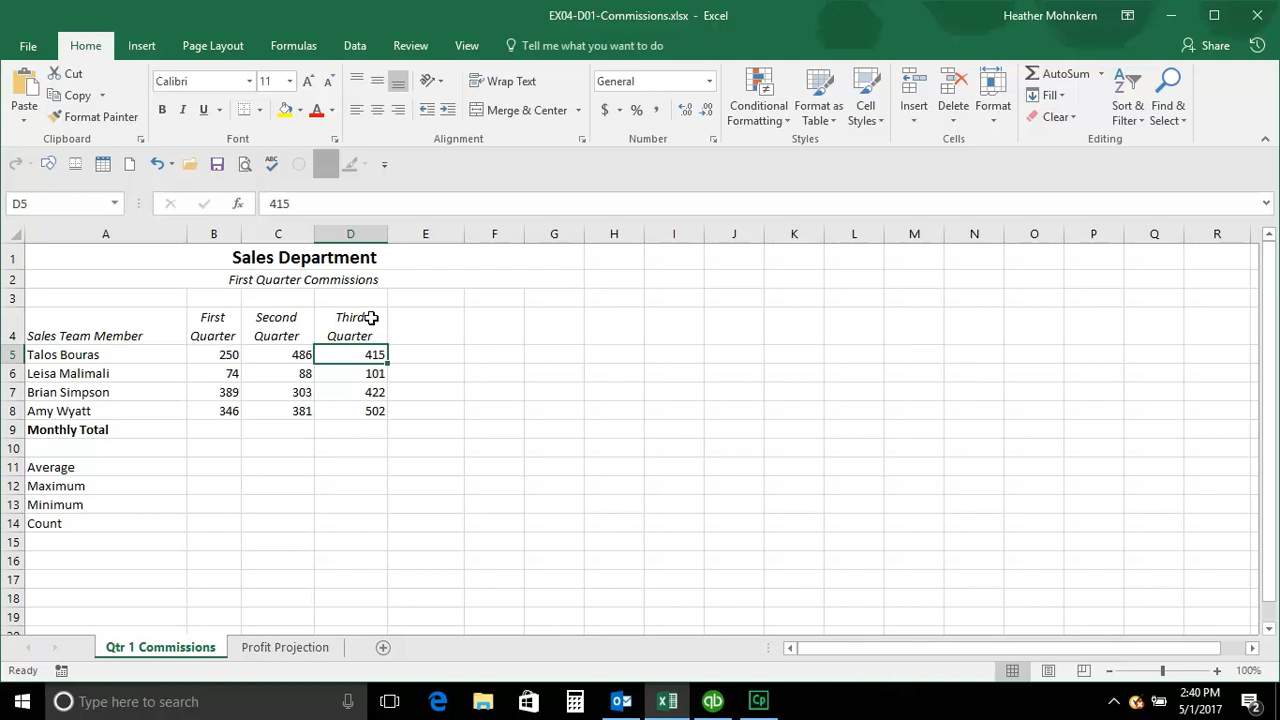 EX04-D01-Commissions.xlsx - Excel
Heather Mohnkern
File Home Insert Page Layout Formulas Data Review View Tell me what you want to do Share
Paste
Cut
Copy
Format Painter
Clipboard
Calibri 11
B I U
A
Font
Wrap Text
Merge & Center
Alignment
General
$ % ,
Number
Conditional Formatting
Format as Table
Cell Styles
Styles
Insert Delete Format
Cells
AutoSum
Fill
Clear
Sort & Filter
Find & Select
Editing
D5 fx 415
A B C D E F G H I J K L M N O P Q R
1 Sales Department
2 First Quarter Commissions
3
First Second Third
4 Sales Team Member Quarter Quarter Quarter
5 Talos Bouras 250 486 415
6 Leisa Malimali 74 88 101
7 Brian Simpson 389 303 422
8 Amy Wyatt 346 381 502
9 Monthly Total
10
11 Average
12 Maximum
13 Minimum
14 Count
15
16
17
18
19
Qtr 1 Commissions Profit Projection
Ready 100%
Type here to search
2:40 PM
5/1/2017